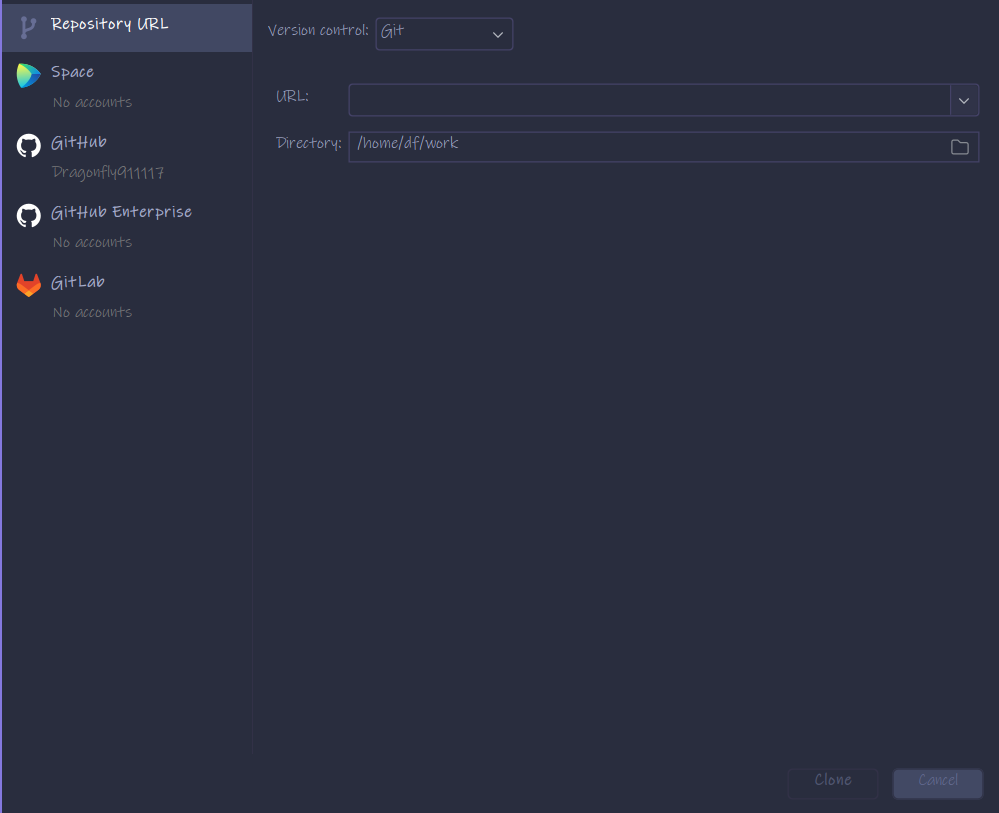 Repository URL
Space
No accounts
GitHub
Dragonfly911117
GitHub Enterprise
No accounts
GitLab
No accounts
Version control: Git
URL:
Directory: /home/df/work
Clone
Cancel